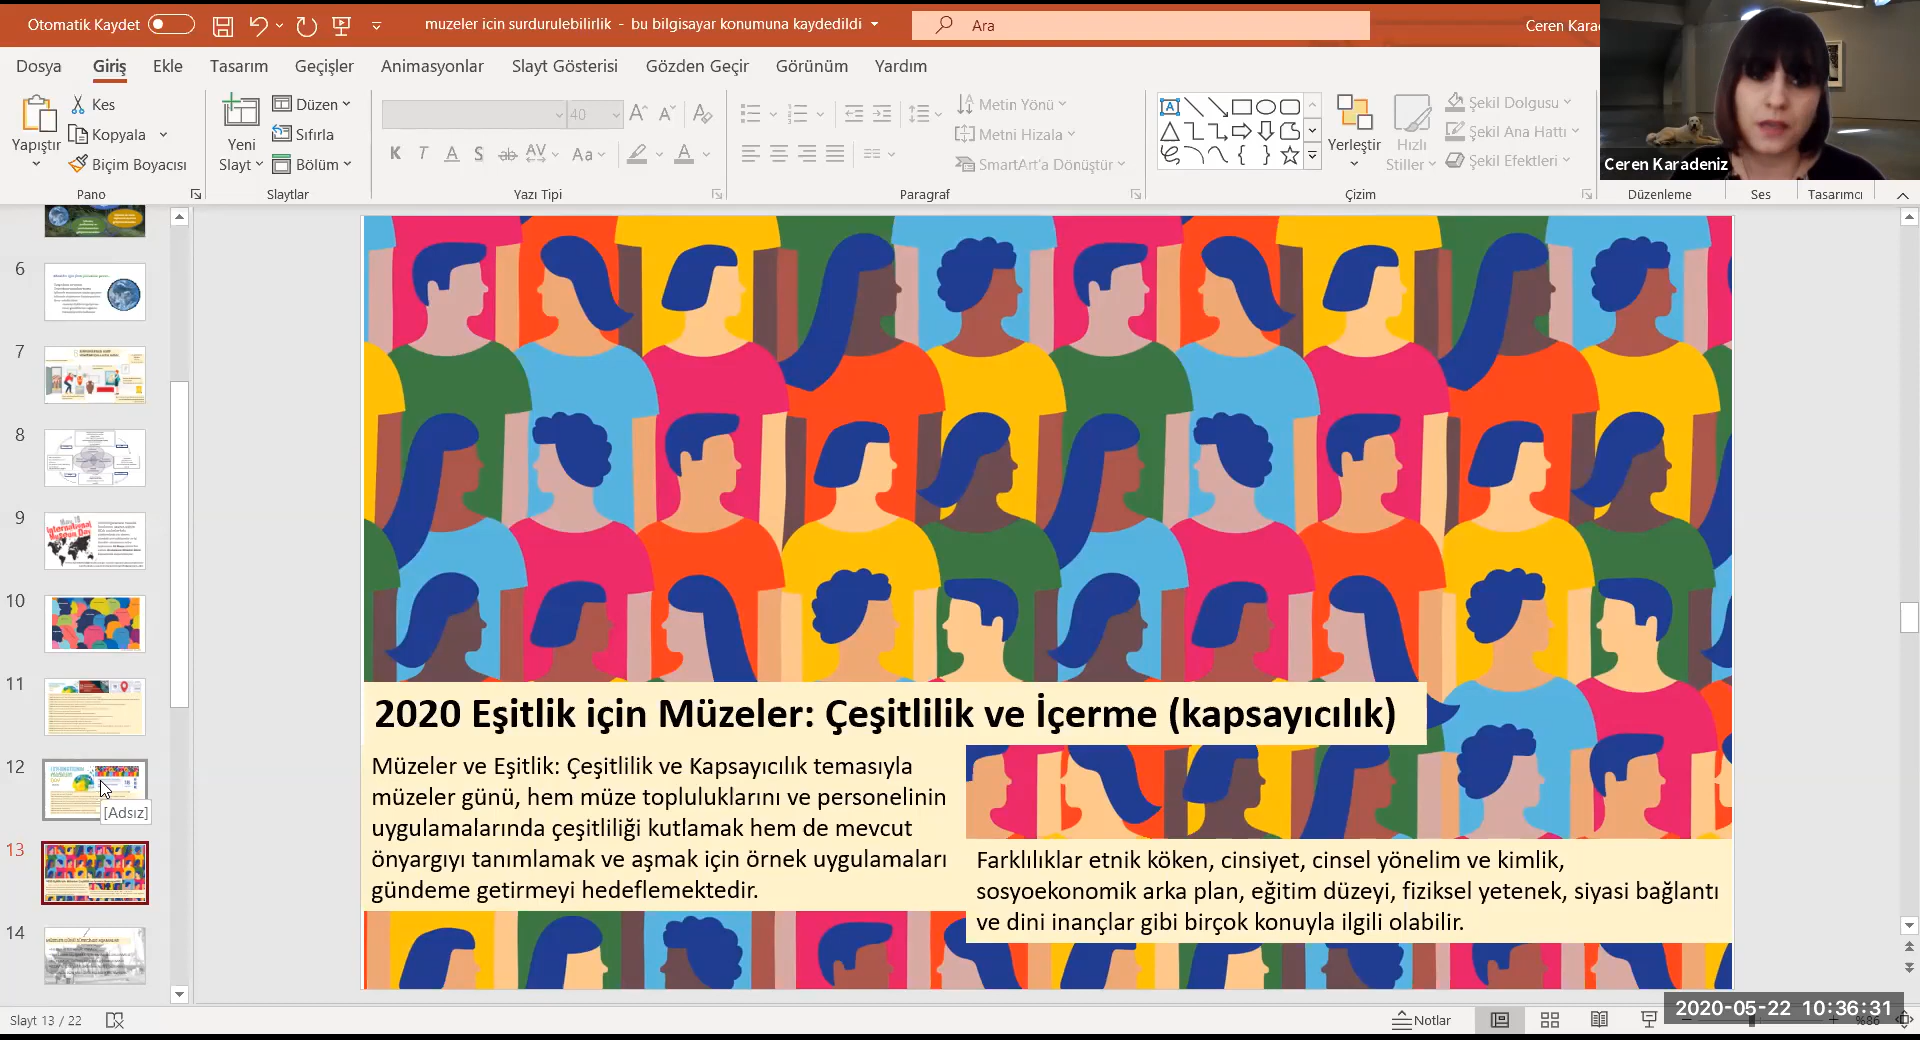 Otomatik Kaydet
muzeler icin surdurulebilirlik - bu bilgisayar konumuna kaydedildi
Ara
Dosya Giriş Ekle Tasarım Geçişler Animasyonlar Slayt Gösterisi Gözden Geçir Görünüm Yardım
Yapıştır
Kes
Kopyala
Biçim Boyacısı
Pano
Yeni Slayt
Düzen
Sıfırla
Bölüm
Slaytlar
40
K T A S ab AV Aa A
Yazı Tipi
Metin Yönü
Metni Hizala
SmartArt'a Dönüştür
Paragraf
Yerleştir
Hızlı Stiller
Şekil Dolgusu
Şekil Ana Hattı
Şekil Efektleri
Çizim
Düzenleme
Ses
Ceren Karadeniz
6
7
8
9
10
11
12
[Adsız]
13
14
2020 Eşitlik için Müzeler: Çeşitlilik ve İçerme (kapsayıcılık)
Müzeler ve Eşitlik: Çeşitlilik ve Kapsayıcılık temasıyla
müzeler günü, hem müze topluluklarını ve personelinin
uygulamalarında çeşitliliği kutlamak hem de mevcut
önyargıyı tanımlamak ve aşmak için örnek uygulamaları
gündeme getirmeyi hedeflemektedir.
Farklılıklar etnik köken, cinsiyet, cinsel yönelim ve kimlik,
sosyoekonomik arka plan, eğitim düzeyi, fiziksel yetenek, siyasi bağlantı
ve dini inançlar gibi birçok konuyla ilgili olabilir.
Slayt 13 / 22
Notlar
2020-05-22 10:36:31